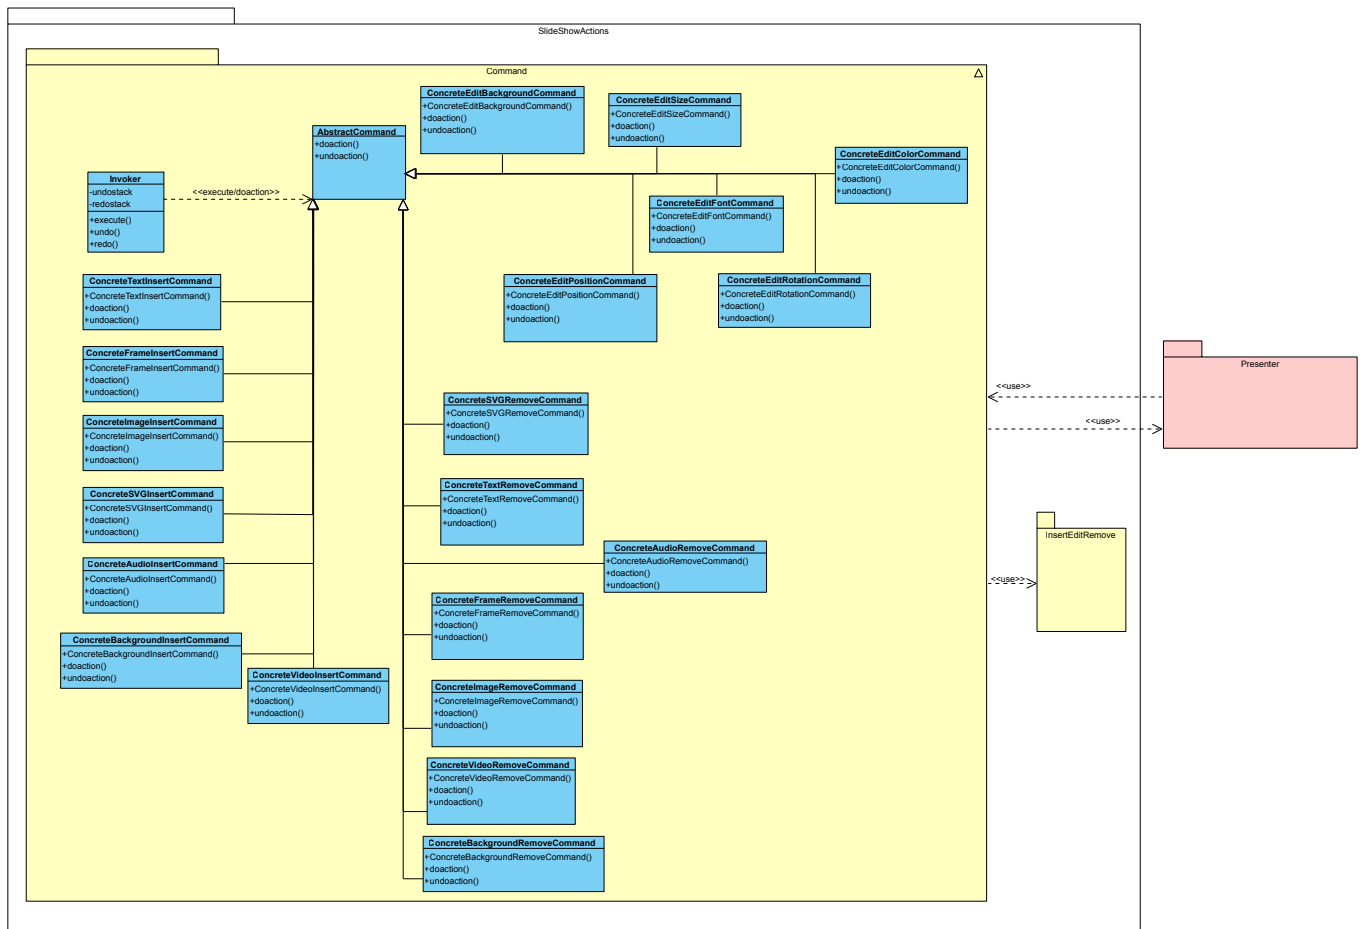 SlideShowActions
Command
ConcreteEditBackgroundCommand
+ConcreteEditBackgroundCommand()
+doaction()
+undoaction()
ConcreteEditSizeCommand
+ConcreteEditSizeCommand()
+doaction()
+undoaction()
AbstractCommand
+doaction()
+undoaction()
ConcreteEditColorCommand
+ConcreteEditColorCommand()
+doaction()
+undoaction()
Invoker
-undostack
-redostack
+execute()
+undo()
+redo()
<<execute/doaction>>
ConcreteEditFontCommand
+ConcreteEditFontCommand()
+doaction()
+undoaction()
ConcreteTextInsertCommand
+ConcreteTextInsertCommand()
+doaction()
+undoaction()
ConcreteEditPositionCommand
+ConcreteEditPositionCommand()
+doaction()
+undoaction()
ConcreteEditRotationCommand
+ConcreteEditRotationCommand()
+doaction()
+undoaction()
ConcreteFrameInsertCommand
+ConcreteFrameInsertCommand()
+doaction()
+undoaction()
Presenter
<<use>>
<<use>>
ConcreteSVGRemoveCommand
+ConcreteSVGRemoveCommand()
+doaction()
+undoaction()
ConcreteImageInsertCommand
+ConcreteImageInsertCommand()
+doaction()
+undoaction()
ConcreteTextRemoveCommand
+ConcreteTextRemoveCommand()
+doaction()
+undoaction()
ConcreteSVGInsertCommand
+ConcreteSVGInsertCommand()
+doaction()
+undoaction()
InsertEditRemove
<<use>>
ConcreteAudioRemoveCommand
+ConcreteAudioRemoveCommand()
+doaction()
+undoaction()
ConcreteAudioInsertCommand
+ConcreteAudioInsertCommand()
+doaction()
+undoaction()
ConcreteFrameRemoveCommand
+ConcreteFrameRemoveCommand()
+doaction()
+undoaction()
ConcreteBackgroundInsertCommand
+ConcreteBackgroundInsertCommand()
+doaction()
+undoaction()
ConcreteVideoInsertCommand
+ConcreteVideoInsertCommand()
+doaction()
+undoaction()
ConcreteImageRemoveCommand
+ConcreteImageRemoveCommand()
+doaction()
+undoaction()
ConcreteVideoRemoveCommand
+ConcreteVideoRemoveCommand()
+doaction()
+undoaction()
ConcreteBackgroundRemoveCommand
+ConcreteBackgroundRemoveCommand()
+doaction()
+undoaction()